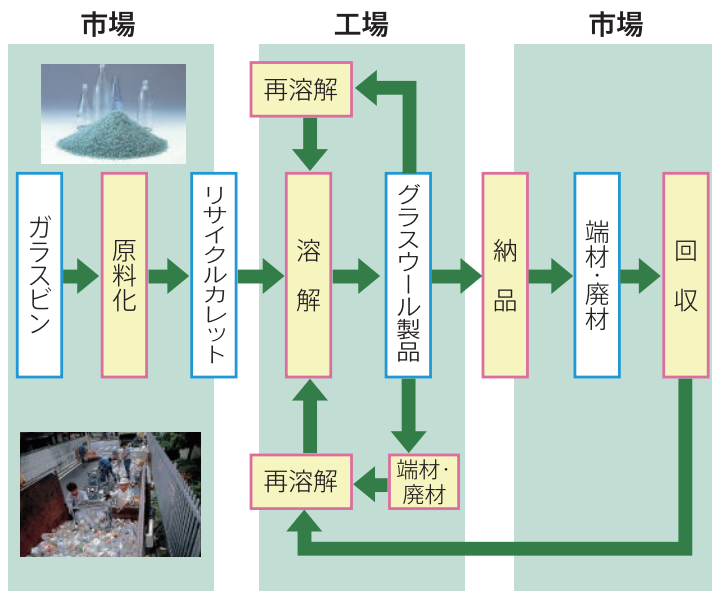 市場
工場
市場
再溶解
ガラスビン
原料化
リサイクルカレット
溶解
グラスウール製品
納品
端材・廃材
回収
再溶解
端材・
廃材